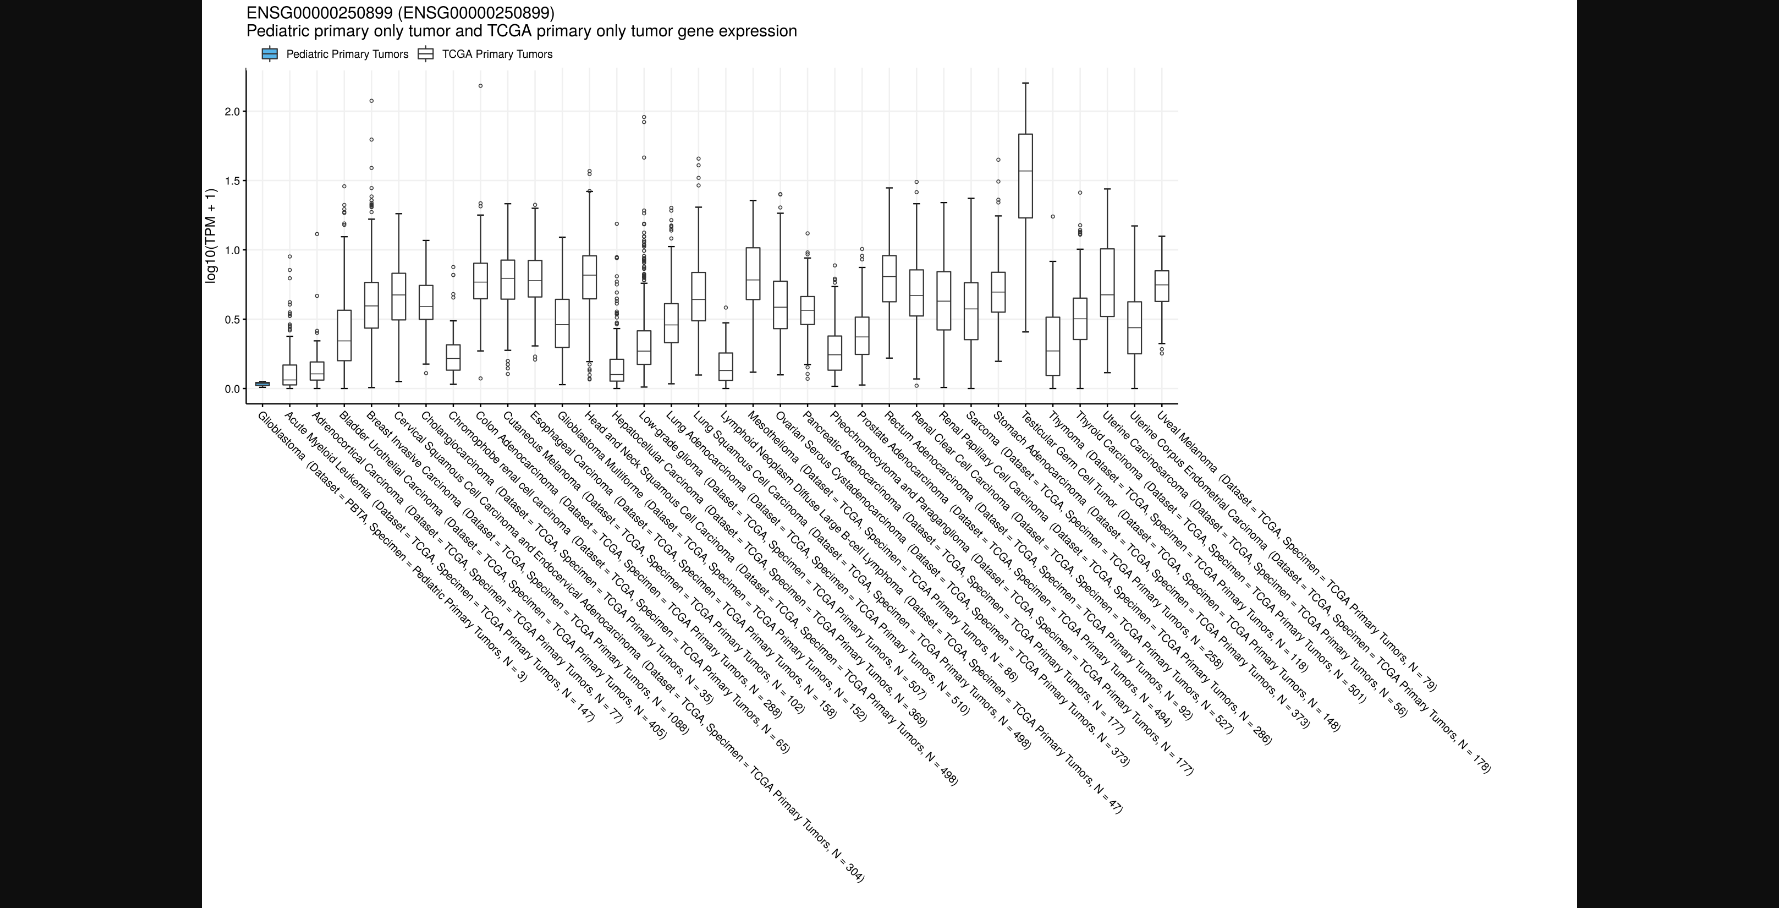 ENSG00000250899 (ENSG00000250899)
Pediatric primary only tumor and TCGA primary only tumor gene expression
Pediatric Primary Tumors
TCGA Primary Tumors
log10(TPM + 1)
2.0
1.5
1.0
0.5
0.0
Glioblastoma (Dataset = PBTA, Specimen = Pediatric Primary Tumors, N = 3)
Acute Myeloid Leukemia (Dataset = TCGA, Specimen = TCGA Primary Tumors, N = 147)
Adrenocortical Carcinoma (Dataset = TCGA, Specimen = TCGA Primary Tumors, N = 77)
Bladder Urothelial Carcinoma (Dataset = TCGA, Specimen = TCGA Primary Tumors, N = 405)
Breast Invasive Carcinoma (Dataset = TCGA, Specimen = TCGA Primary Tumors, N = 1088)
Cervical Squamous Cell Carcinoma and Endocervical Adenocarcinoma (Dataset = TCGA, Specimen = TCGA Primary Tumors, N = 304)
Cholangiocarcinoma (Dataset = TCGA, Specimen = TCGA Primary Tumors, N = 35)
Chromophobe renal cell carcinoma (Dataset = TCGA, Specimen = TCGA Primary Tumors, N = 65)
Colon Adenocarcinoma (Dataset = TCGA, Specimen = TCGA Primary Tumors, N = 288)
Cutaneous Melanoma (Dataset = TCGA, Specimen = TCGA Primary Tumors, N = 102)
Esophageal Carcinoma (Dataset = TCGA, Specimen = TCGA Primary Tumors, N = 158)
Glioblastoma Multiforme (Dataset = TCGA, Specimen = TCGA Primary Tumors, N = 152)
Head and Neck Squamous Cell Carcinoma (Dataset = TCGA, Specimen = TCGA Primary Tumors, N = 498)
Hepatocellular Carcinoma (Dataset = TCGA, Specimen = TCGA Primary Tumors, N = 369)
Low-grade glioma (Dataset = TCGA, Specimen = TCGA Primary Tumors, N = 507)
Lung Adenocarcinoma (Dataset = TCGA, Specimen = TCGA Primary Tumors, N = 510)
Lung Squamous Cell Carcinoma (Dataset = TCGA, Specimen = TCGA Primary Tumors, N = 498)
Lymphoid Neoplasm Diffuse Large B-cell Lymphoma (Dataset = TCGA, Specimen = TCGA Primary Tumors, N = 47)
Mesothelioma (Dataset = TCGA, Specimen = TCGA Primary Tumors, N = 86)
Ovarian Serous Cystadenocarcinoma (Dataset = TCGA, Specimen = TCGA Primary Tumors, N = 373)
Pancreatic Adenocarcinoma (Dataset = TCGA, Specimen = TCGA Primary Tumors, N = 177)
Pheochromocytoma and Paraganglioma (Dataset = TCGA, Specimen = TCGA Primary Tumors, N = 177)
Prostate Adenocarcinoma (Dataset = TCGA, Specimen = TCGA Primary Tumors, N = 494)
Rectum Adenocarcinoma (Dataset = TCGA, Specimen = TCGA Primary Tumors, N = 92)
Renal Clear Cell Carcinoma (Dataset = TCGA, Specimen = TCGA Primary Tumors, N = 527)
Renal Papillary Cell Carcinoma (Dataset = TCGA, Specimen = TCGA Primary Tumors, N = 286)
Sarcoma (Dataset = TCGA, Specimen = TCGA Primary Tumors, N = 258)
Stomach Adenocarcinoma (Dataset = TCGA, Specimen = TCGA Primary Tumors, N = 373)
Testicular Germ Cell Tumor (Dataset = TCGA, Specimen = TCGA Primary Tumors, N = 148)
Thymoma (Dataset = TCGA, Specimen = TCGA Primary Tumors, N = 118)
Thyroid Carcinoma (Dataset = TCGA, Specimen = TCGA Primary Tumors, N = 501)
Uterine Carcinosarcoma (Dataset = TCGA, Specimen = TCGA Primary Tumors, N = 56)
Uterine Corpus Endometrial Carcinoma (Dataset = TCGA, Specimen = TCGA Primary Tumors, N = 178)
Uveal Melanoma (Dataset = TCGA, Specimen = TCGA Primary Tumors, N = 79)